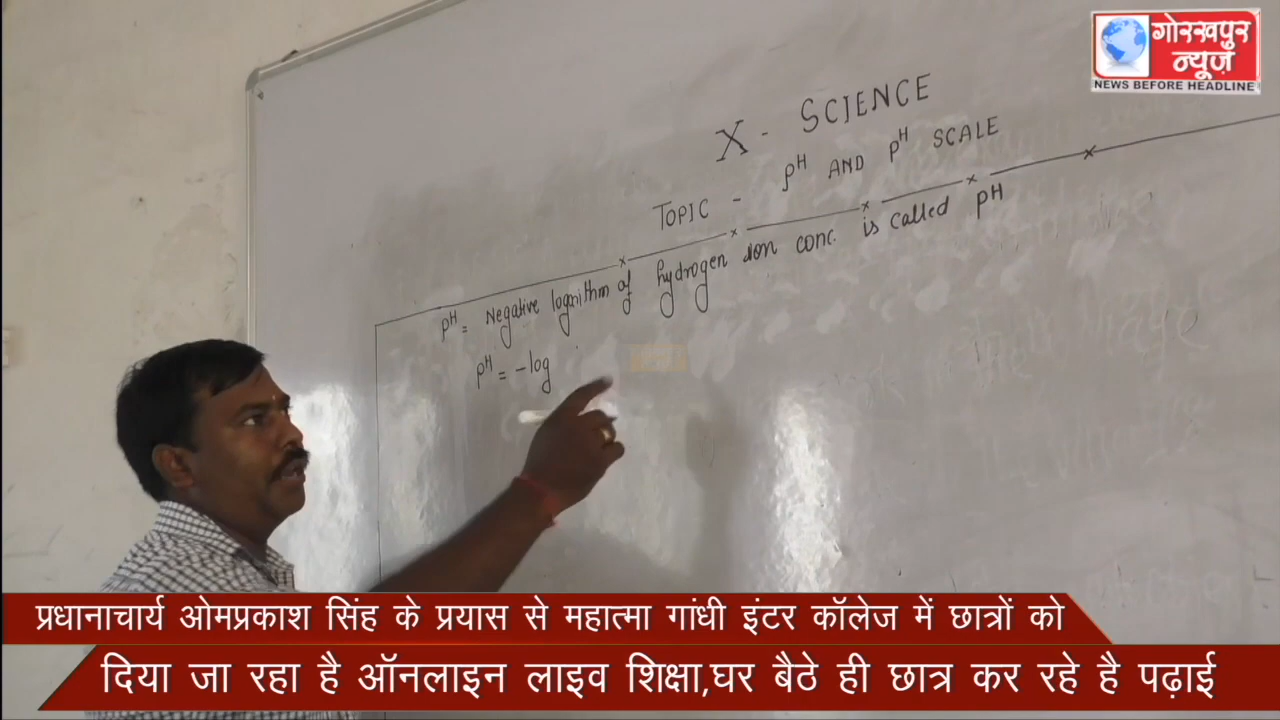 गोरखपुर
न्यूज़
NEWS BEFORE HEADLINE
X - SCIENCE
TOPIC - pH AND pH SCALE
pH = Negative logrithm of hydrogen ion conc. is called pH
pH = -log
प्रधानाचार्य ओमप्रकाश सिंह के प्रयास से महात्मा गांधी इंटर कॉलेज में छात्रों को
दिया जा रहा है ऑनलाइन लाइव शिक्षा,घर बैठे ही छात्र कर रहे है पढ़ाई